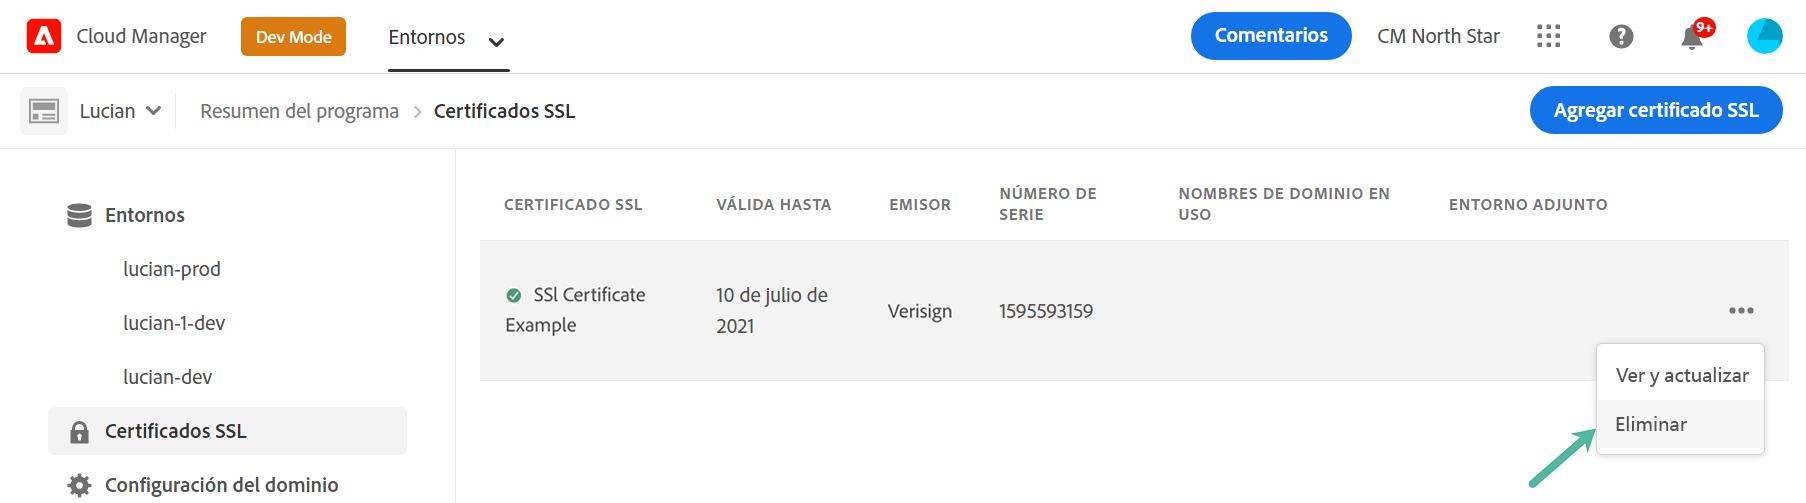 Cloud Manager
Dev Mode
Entornos
Comentarios
CM North Star
?
9+
Lucian
Resumen del programa > Certificados SSL
Agregar certificado SSL
Entornos
lucian-prod
lucian-1-dev
lucian-dev
Certificados SSL
Configuración del dominio
CERTIFICADO SSL
VÁLIDA HASTA
EMISOR
NÚMERO DE
SERIE
NOMBRES DE DOMINIO EN
USO
ENTORNO ADJUNTO
SSl Certificate
Example
10 de julio de
2021
Verisign
1595593159
Ver y actualizar
Eliminar